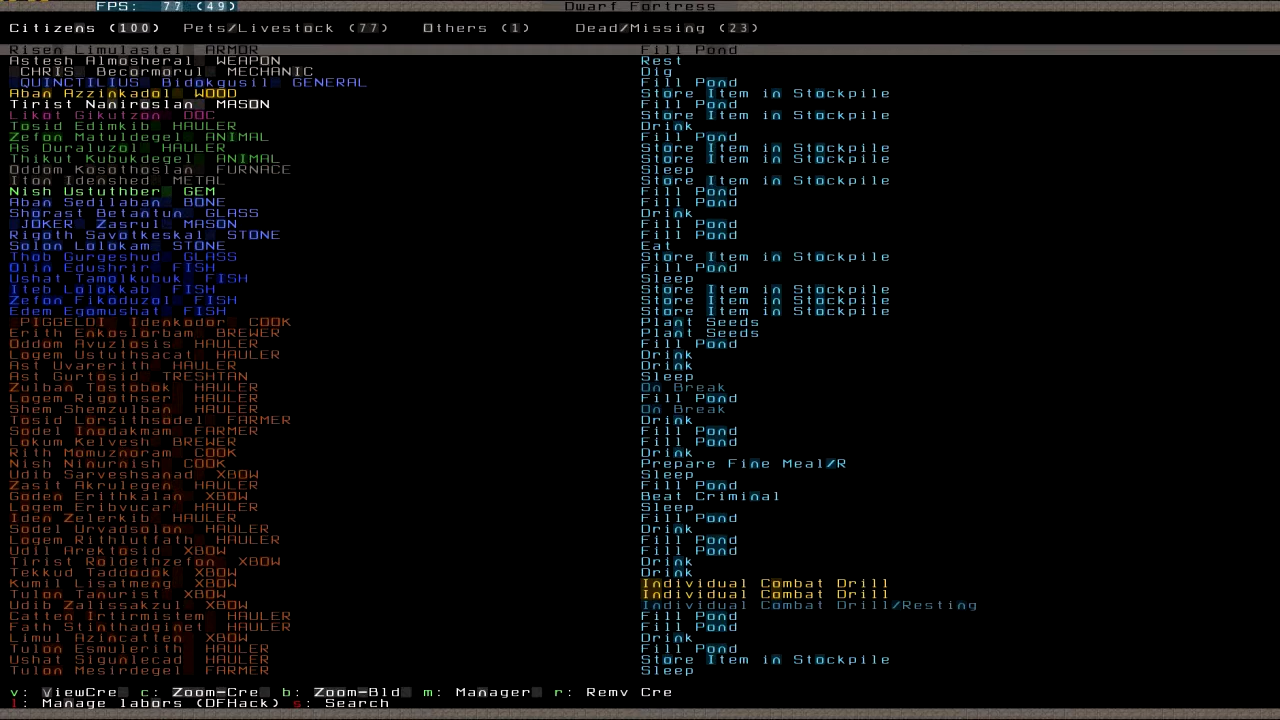 FPS: 77 (49) Dwarf Fortress
Citizens (100) Pets/Livestock (77) Others (1) Dead/Missing (23)
Risen Limulastel ARMOR Fill Pond
Astesh Almosheral WEAPON Rest
CHRIS Becormorul MECHANIC Dig
QUINCTILIUS Bidokgusil GENERAL Fill Pond
Aban Azzinkadol WOOD Store Item in Stockpile
Tirist Naniroslan MASON Fill Pond
Likot Gikutzon DOC Store Item in Stockpile
Tosid Edimkib HAULER Drink
Zefon Matuldegel ANIMAL Fill Pond
As Duraluzol HAULER Store Item in Stockpile
Thikut Kubukdegel ANIMAL Store Item in Stockpile
Oddom Kosothoslan FURNACE Sleep
Iton Idenshed METAL Store Item in Stockpile
Nish Ustuthber GEM Fill Pond
Aban Sedilaban BONE Fill Pond
Shorast Betantun GLASS Drink
JOKER Zasrul MASON Fill Pond
Rigoth Savotkeskal STONE Fill Pond
Solon Lolokam STONE Eat
Thob Gurgeshud GLASS Store Item in Stockpile
Olin Edushrir FISH Fill Pond
Ushat Tamolkubuk FISH Sleep
Iteb Lolokkab FISH Store Item in Stockpile
Zefon Fikoduzol FISH Store Item in Stockpile
Edem Egomushat FISH Store Item in Stockpile
PIGGELDI Idenkodor COOK Plant Seeds
Erith Enkoslorbam BREWER Plant Seeds
Oddom Avuzlosis HAULER Fill Pond
Logem Ustuthsacat HAULER Drink
Ast Uvarerith HAULER Drink
Ast Gurtosid TRESHTAN Sleep
Zulban Tostobok HAULER On Break
Logem Rigothser HAULER Fill Pond
Shem Shemzulban HAULER On Break
Tosid Lorsithsodel FARMER Drink
Sodel Inodakmam FARMER Fill Pond
Lokum Kelvesh BREWER Fill Pond
Rith Momuznoram COOK Drink
Nish Ninurnish COOK Prepare Fine Meal/R
Udib Sarveshsanad XBOW Sleep
Zasit Akrulegen HAULER Fill Pond
Goden Erithkalan XBOW Beat Criminal
Logem Eribvucar HAULER Sleep
Iden Zelerkib HAULER Fill Pond
Sodel Urvadsolon HAULER Drink
Logem Rithlutfath HAULER Fill Pond
Udil Arektosid XBOW Fill Pond
Tirist Roldethzefon XBOW Drink
Tekkud Taddodok XBOW Drink
Kumil Lisatmeng XBOW Individual Combat Drill
Tulon Tanurist XBOW Individual Combat Drill
Udib Zalissakzul XBOW Individual Combat Drill/Resting
Catten Irtirmistem HAULER Fill Pond
Fath Stinthadginet HAULER Fill Pond
Limul Azincatten XBOW Drink
Tulon Esmulerith HAULER Fill Pond
Ushat Sigunlecad HAULER Store Item in Stockpile
Tulon Mesirdegel FARMER Sleep
v: ViewCre c: Zoom-Cre b: Zoom-Bld m: Manager r: Remv Cre
l: Manage labors (DFHack) s: Search